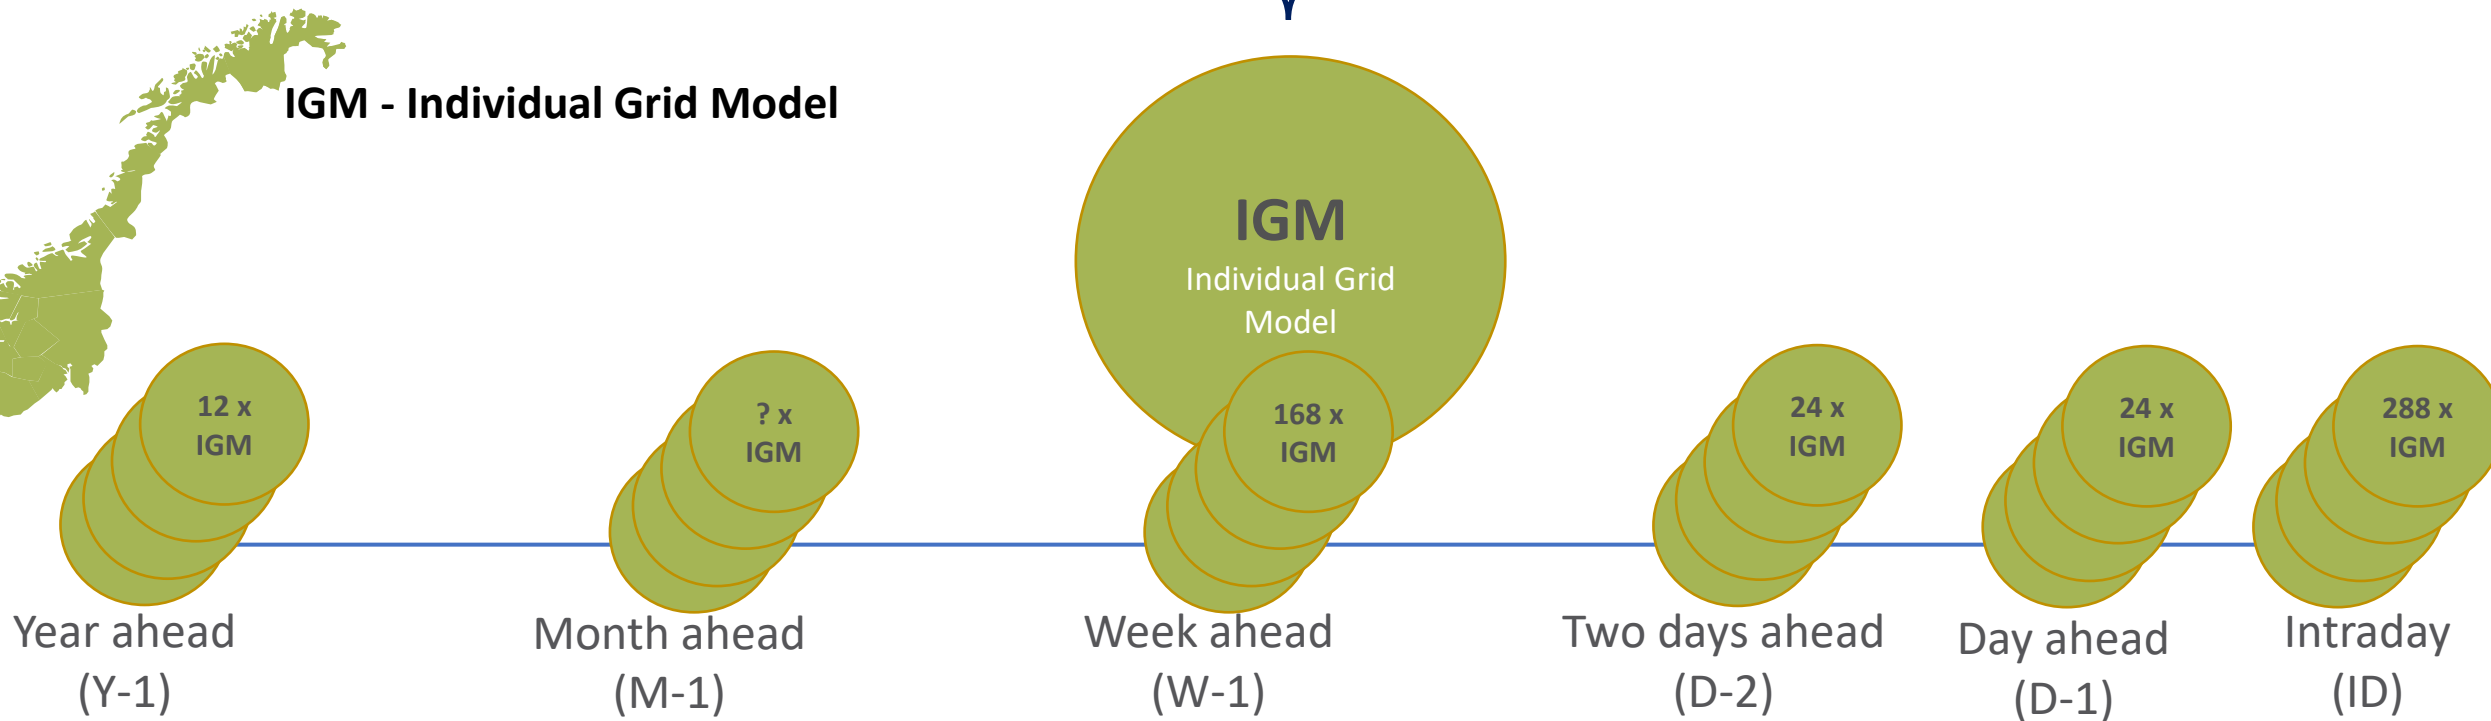 IGM - Individual Grid Model
IGM
Individual Grid
Model
12 x
IGM
? x
IGM
168 x
IGM
24 x
IGM
24 x
IGM
288 x
IGM
Year ahead
(Y-1)
Month ahead
(M-1)
Week ahead
(W-1)
Two days ahead
(D-2)
Day ahead
(D-1)
Intraday
(ID)